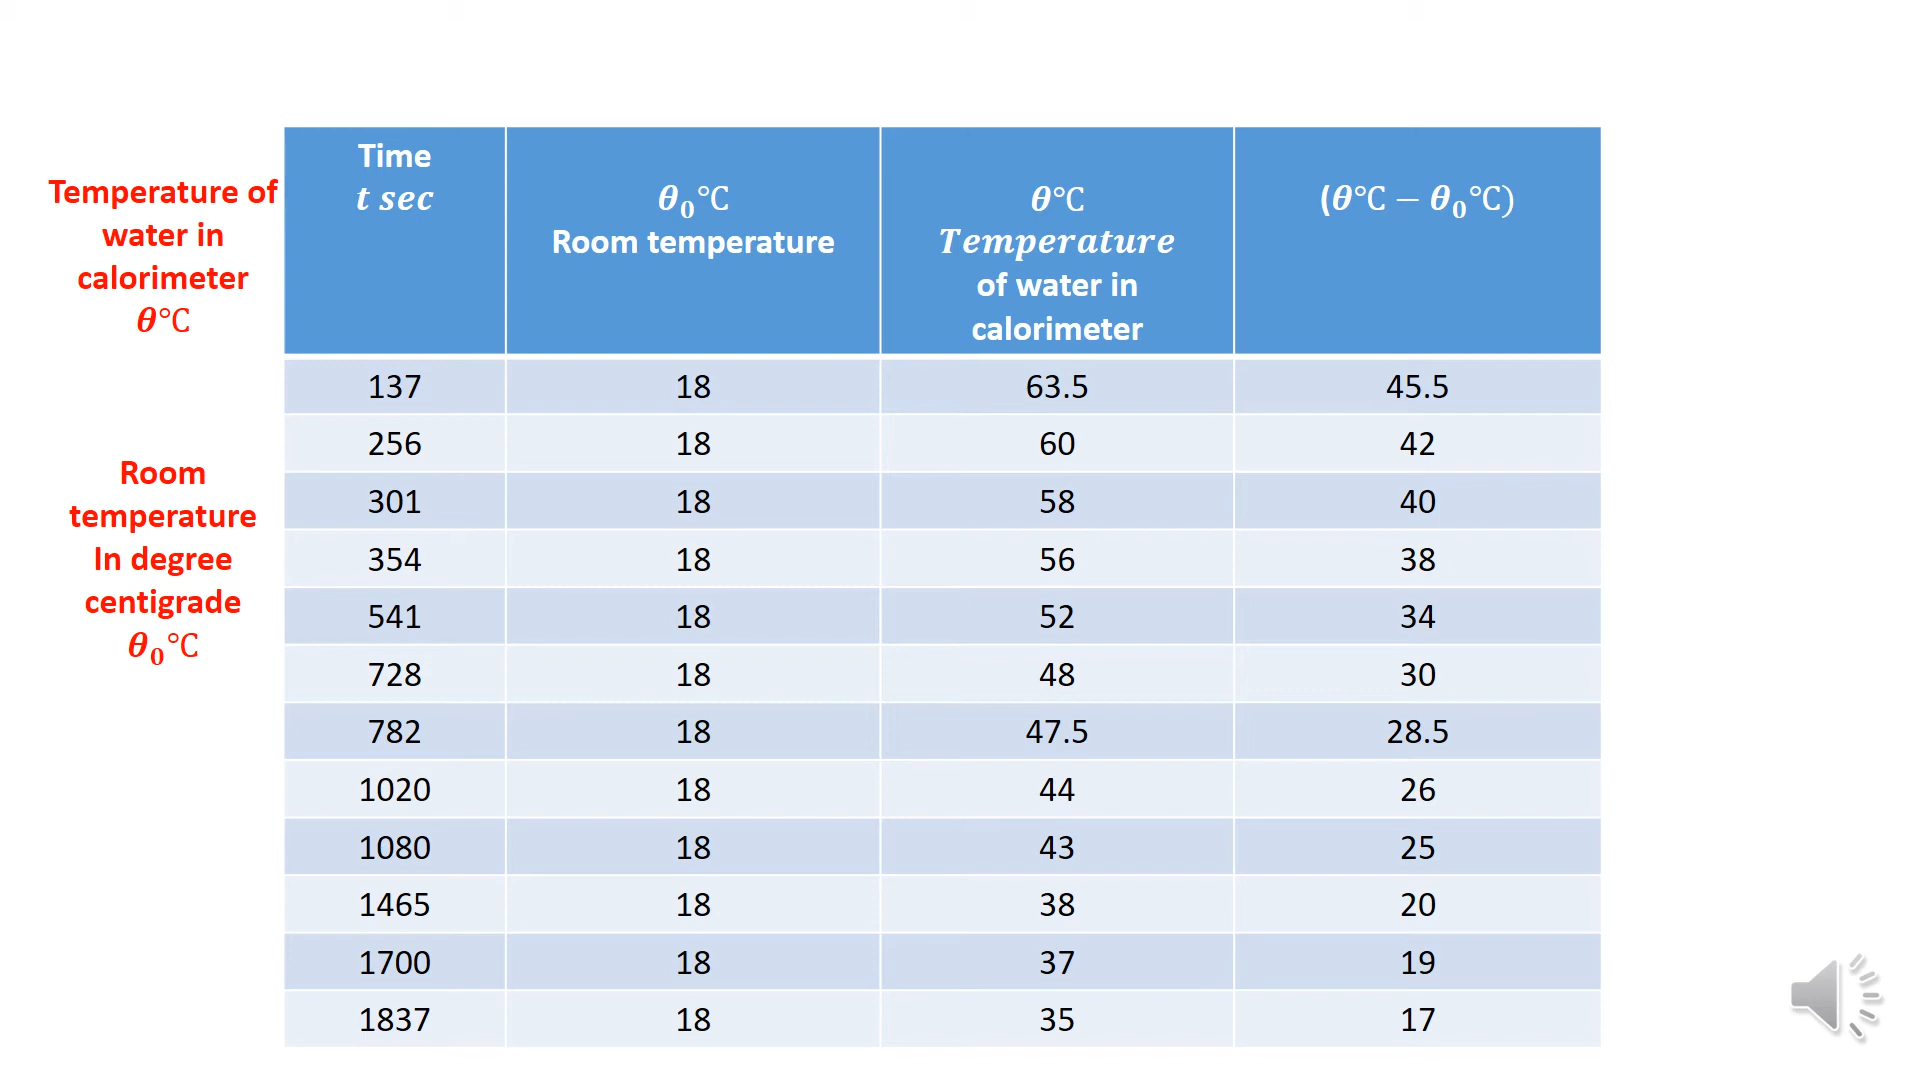 Temperature of
water in
calorimeter
θ°C
Room
temperature
In degree
centigrade
θ₀°C
Time
t sec
θ₀°C
Room temperature
θ°C
Temperature
of water in
calorimeter
(θ°C − θ₀°C)
137 18 63.5 45.5
256 18 60 42
301 18 58 40
354 18 56 38
541 18 52 34
728 18 48 30
782 18 47.5 28.5
1020 18 44 26
1080 18 43 25
1465 18 38 20
1700 18 37 19
1837 18 35 17